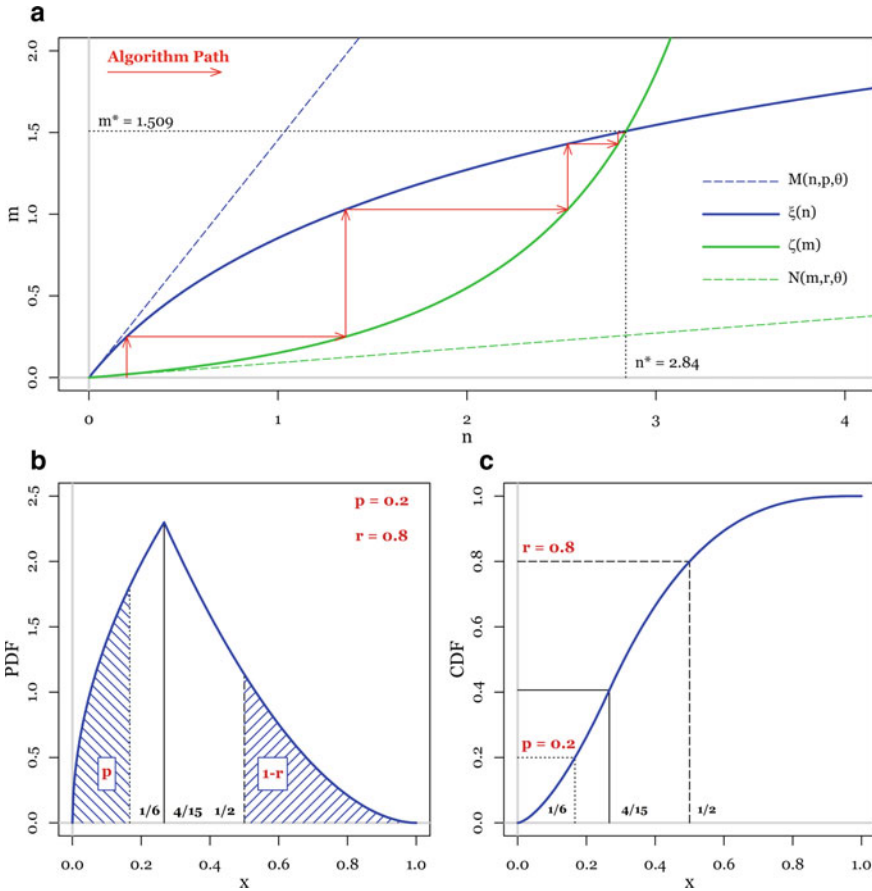 a
Algorithm Path
m* = 1.509
M(n,p,θ)
ξ(n)
ζ(m)
N(m,r,θ)
n* = 2.84
m
0.0
0.5
1.0
1.5
2.0
0
1
2
3
4
n
b
p = 0.2
r = 0.8
p
1-r
1/6
4/15
1/2
PDF
0.0
0.5
1.0
1.5
2.0
2.5
0.0
0.2
0.4
0.6
0.8
1.0
x
c
r = 0.8
p = 0.2
1/6
4/15
1/2
CDF
0.0
0.2
0.4
0.6
0.8
1.0
0.0
0.2
0.4
0.6
0.8
1.0
x